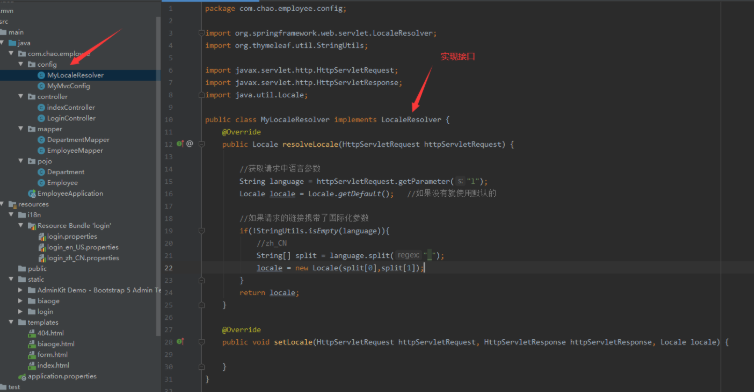 mvn
src
main
java
com.chao.employee
config
MyLocaleResolver
MyMvcConfig
controller
indexController
LoginController
mapper
DepartmentMapper
EmployeeMapper
pojo
Department
Employee
EmployeeApplication
resources
i18n
Resource Bundle 'login'
login.properties
login_en_US.properties
login_zh_CN.properties
public
static
AdminKit Demo - Bootstrap 5 Admin Te
biaoge
login
templates
404.html
biaoge.html
form.html
index.html
application.properties
test
1 package com.chao.employee.config;
2
3 import org.springframework.web.servlet.LocaleResolver;
4 import org.thymeleaf.util.StringUtils;
5
6 import javax.servlet.http.HttpServletRequest;
7 import javax.servlet.http.HttpServletResponse;
8 import java.util.Locale;
实现接口
9
10 public class MyLocaleResolver implements LocaleResolver {
11 @Override
12 public Locale resolveLocale(HttpServletRequest httpServletRequest) {
13
14 //获取请求中语言参数
15 String language = httpServletRequest.getParameter( s: "l");
16 Locale locale = Locale.getDefault(); //如果没有就使用默认的
17
18 //如果请求的链接携带了国际化参数
19 if(!StringUtils.isEmpty(language)){
20 //zh_CN
21 String[] split = language.split( regex: "_");
22 locale = new Locale(split[0],split[1]);
23 }
24 return locale;
25 }
26
27 @Override
28 public void setLocale(HttpServletRequest httpServletRequest, HttpServletResponse httpServletResponse, Locale locale) {
29
30 }
31 }